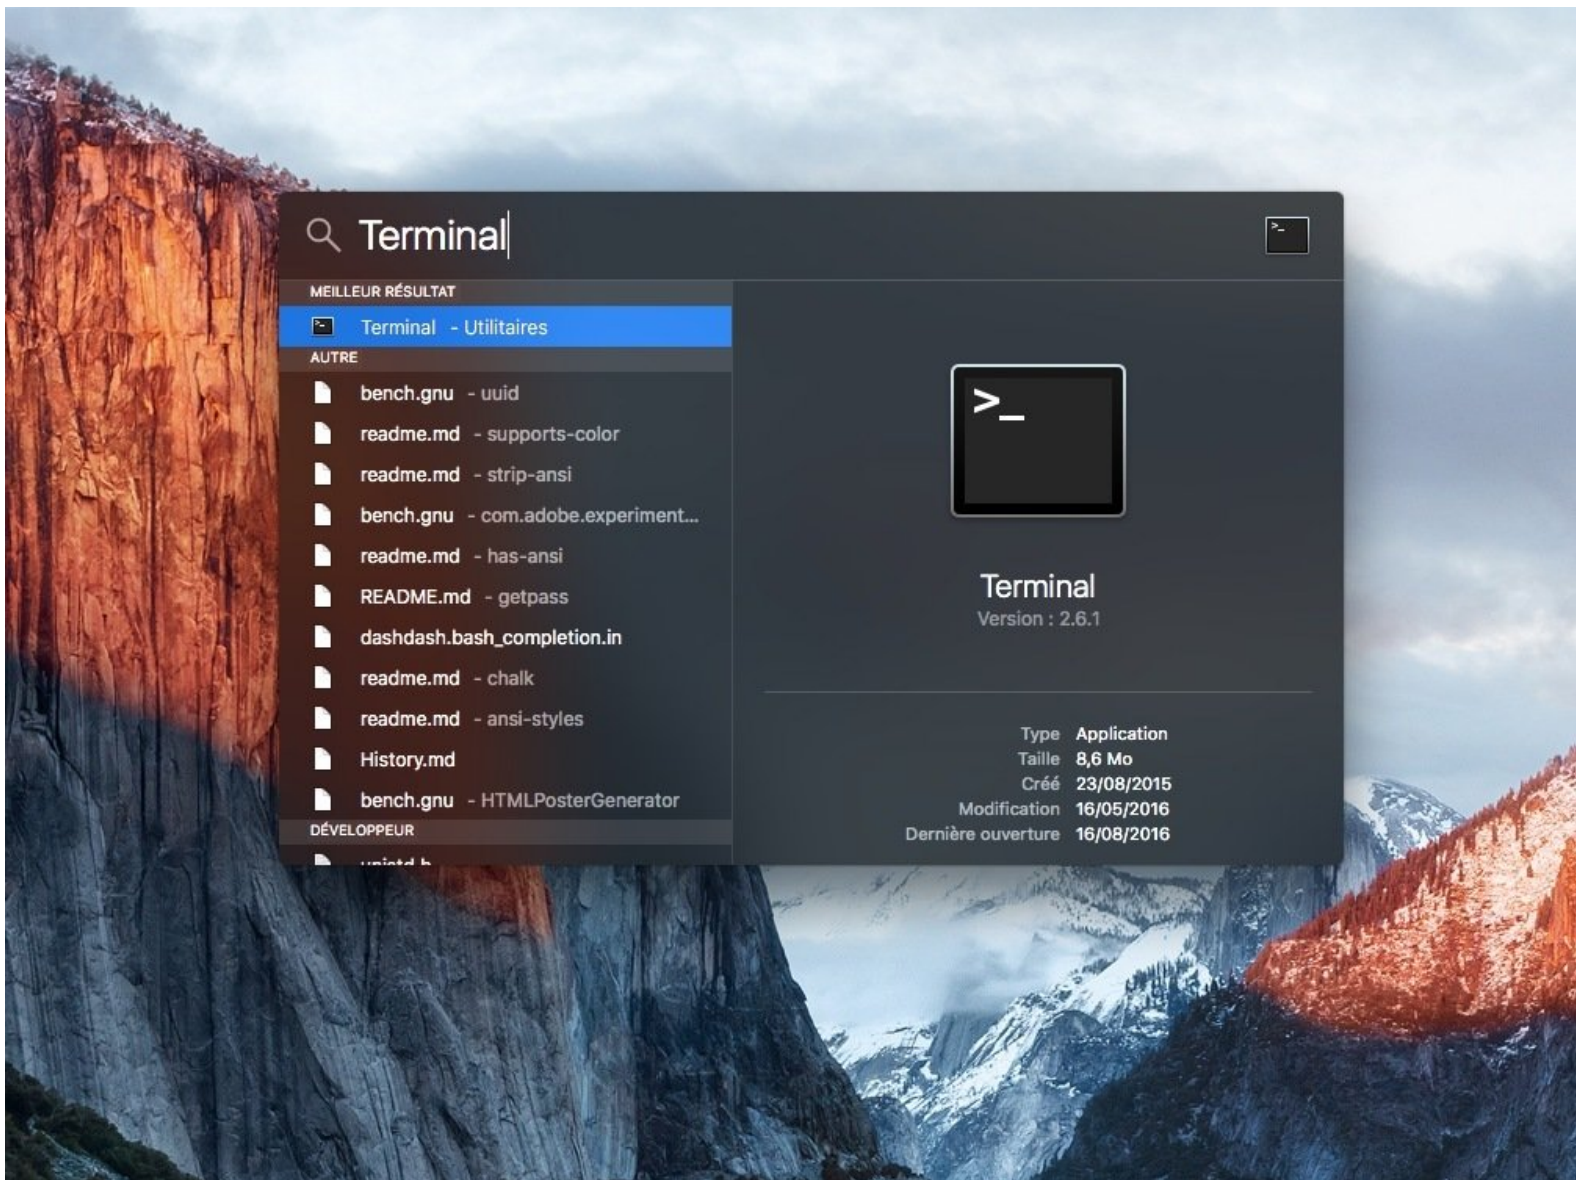 Terminal
MEILLEUR RÉSULTAT
Terminal - Utilitaires
AUTRE
bench.gnu - uuid
readme.md - supports-color
readme.md - strip-ansi
bench.gnu - com.adobe.experiment...
readme.md - has-ansi
README.md - getpass
dashdash.bash_completion.in
readme.md - chalk
readme.md - ansi-styles
History.md
bench.gnu - HTMLPosterGenerator
DÉVELOPPEUR
>_
Terminal
Version : 2.6.1
Type Application
Taille 8,6 Mo
Créé 23/08/2015
Modification 16/05/2016
Dernière ouverture 16/08/2016